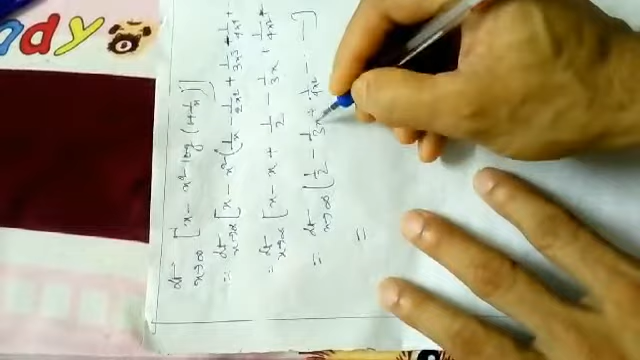 ndy
lt x→∞ [x - x² log (1+1/x)]
= lt x→∞ [x - x² (1/x - 1/2x² + 1/3x³ - 1/4x⁴ +
= lt x→∞ [x - x + 1/2 - 1/3x + 1/4x² -
= lt x→∞ [1/2 - 1/3x + 1/4x² - - - ]
=